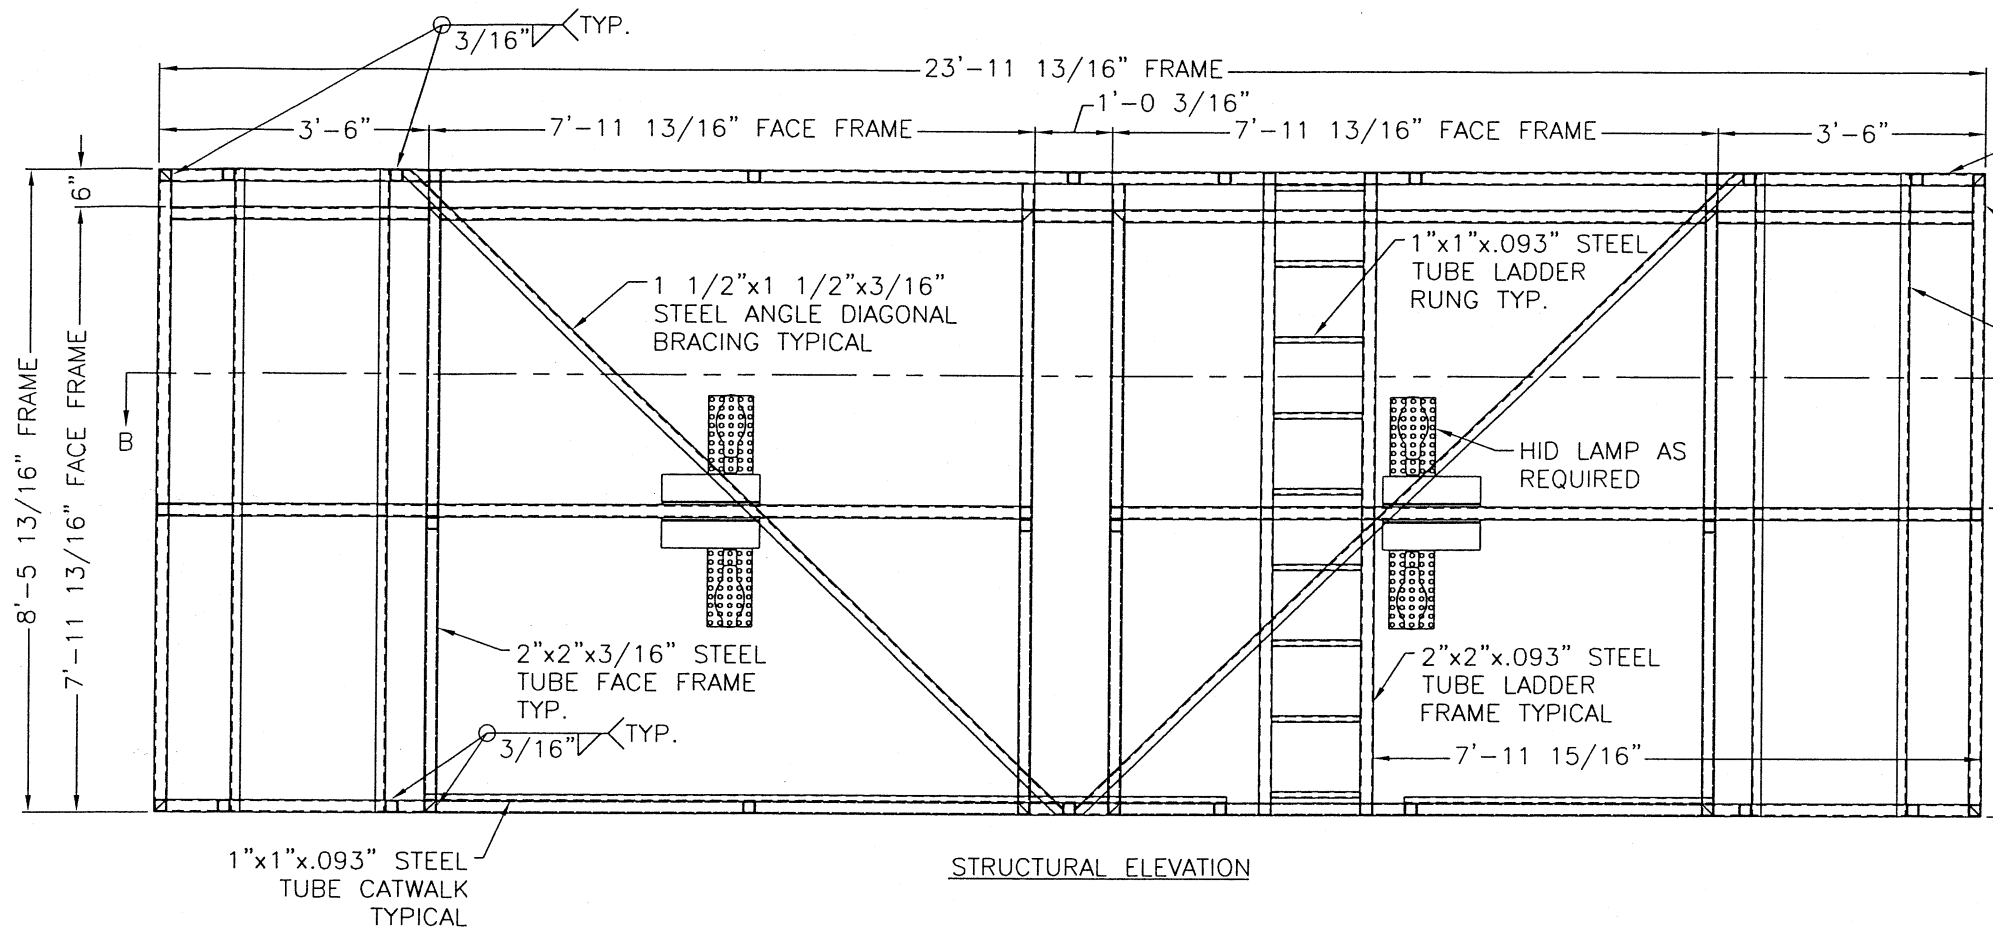 3/16" TYP.
23'-11 13/16" FRAME
1'-0 3/16"
3'-6"
7'-11 13/16" FACE FRAME
7'-11 13/16" FACE FRAME
3'-6"
6"
8'-5 13/16" FRAME
7'-11 13/16" FACE FRAME
B
1 1/2"x1 1/2"x3/16"
STEEL ANGLE DIAGONAL
BRACING TYPICAL
1"x1"x.093" STEEL
TUBE LADDER
RUNG TYP.
HID LAMP AS
REQUIRED
2"x2"x3/16" STEEL
TUBE FACE FRAME
TYP.
3/16" TYP.
2"x2"x.093" STEEL
TUBE LADDER
FRAME TYPICAL
7'-11 15/16"
1"x1"x.093" STEEL
TUBE CATWALK
TYPICAL
STRUCTURAL ELEVATION